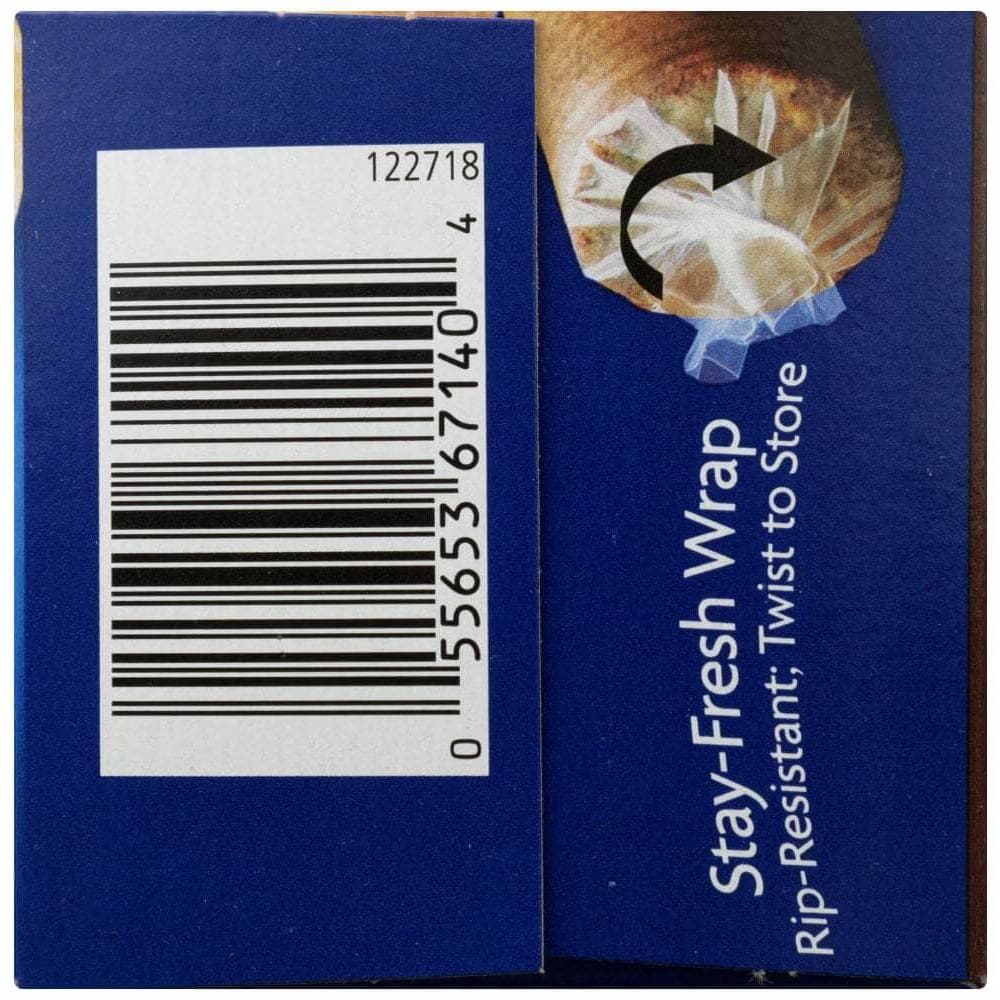 122718
0 55653 67140 4
Stay-Fresh Wrap
Rip-Resistant; Twist to Store